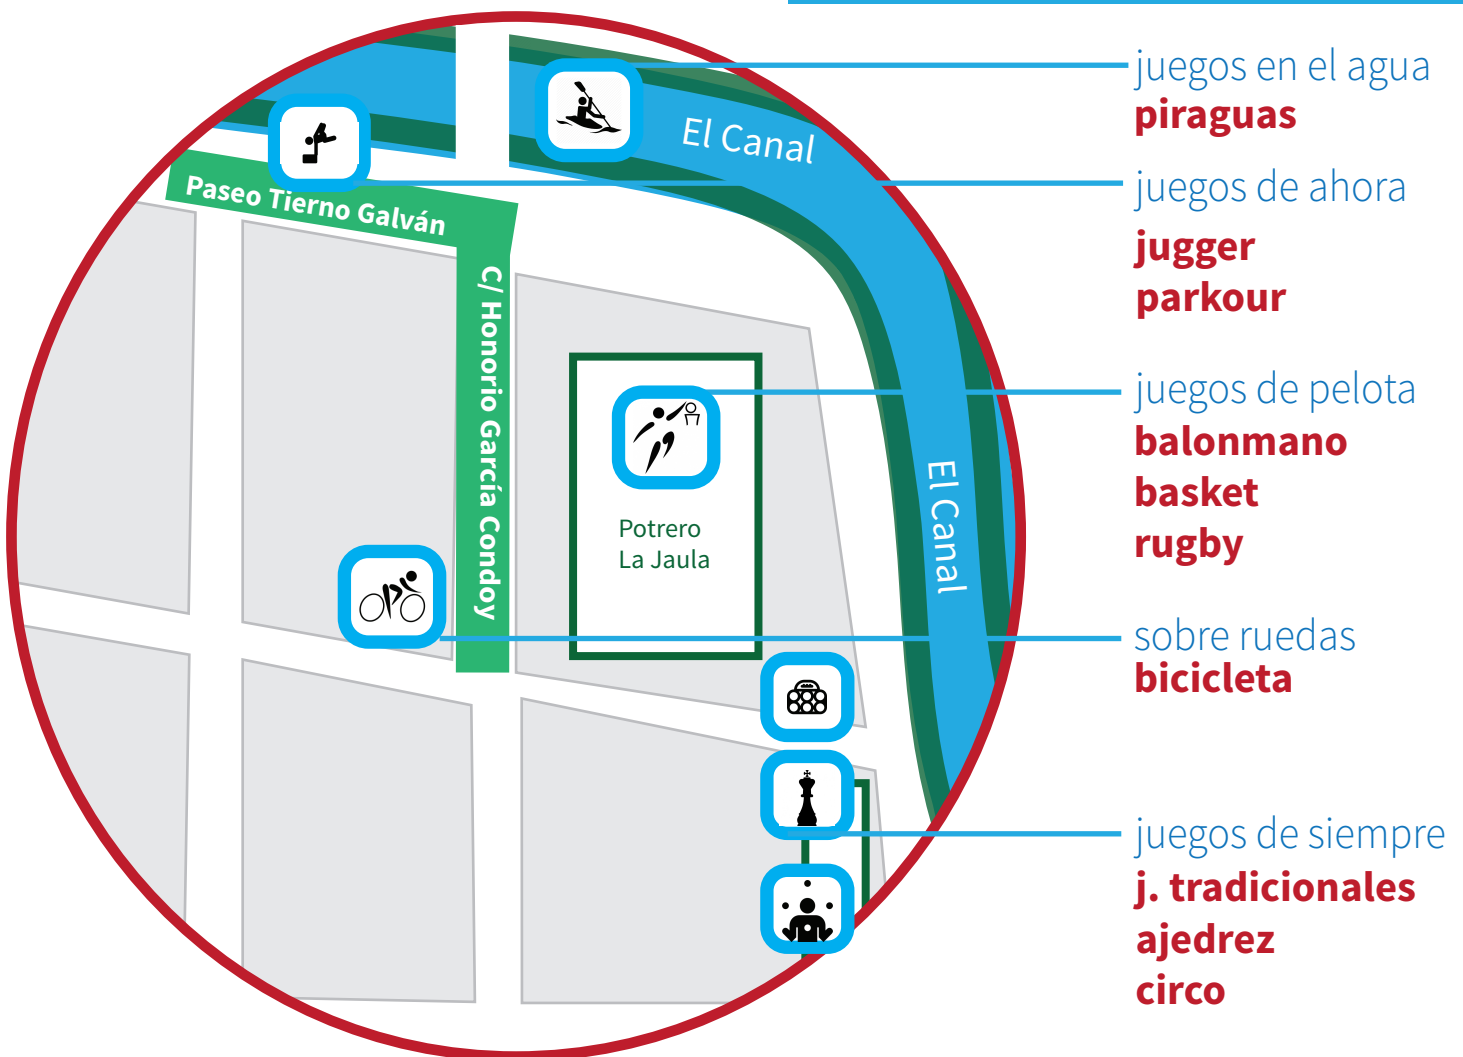 juegos en el agua
piraguas
El Canal
Paseo Tierno Galván
juegos de ahora
jugger
parkour
C/ Honorio García Condoy
juegos de pelota
balonmano
basket
rugby
Potrero
La Jaula
El Canal
sobre ruedas
bicicleta
juegos de siempre
j. tradicionales
ajedrez
circo